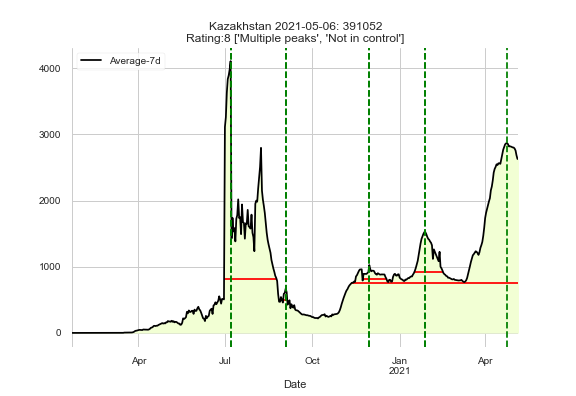 Kazakhstan 2021-05-06: 391052
Rating:8 ['Multiple peaks', 'Not in control']
Average-7d
4000
3000
2000
1000
0
Apr
Jul
Oct
Jan
2021
Apr
Date